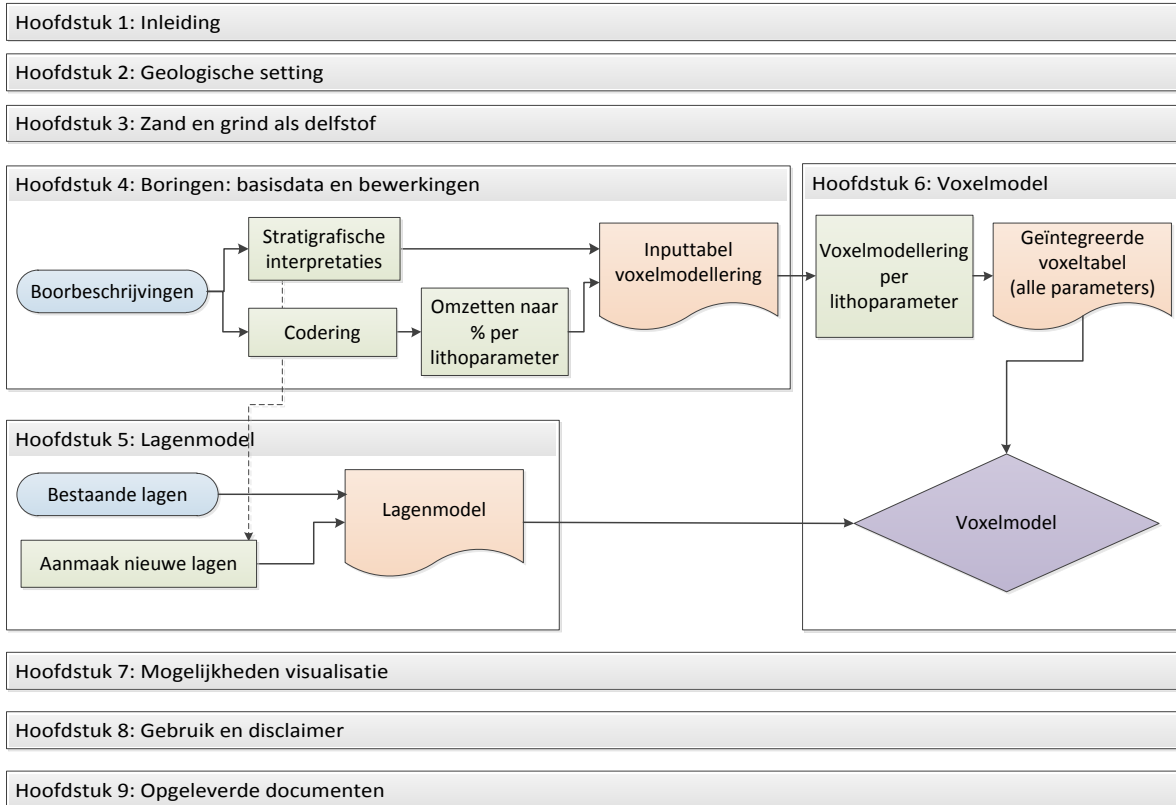 Hoofdstuk 1: Inleiding
Hoofdstuk 2: Geologische setting
Hoofdstuk 3: Zand en grind als delfstof
Hoofdstuk 4: Boringen: basisdata en bewerkingen
Boorbeschrijvingen
Stratigrafische
interpretaties
Codering
Omzetten naar
% per
lithoparameter
Inputtabel
voxelmodellering
Hoofdstuk 6: Voxelmodel
Voxelmodellering
per
lithoparameter
Geïntegreerde
voxeltabel
(alle parameters)
Voxelmodel
Hoofdstuk 5: Lagenmodel
Bestaande lagen
Aanmaak nieuwe lagen
Lagenmodel
Hoofdstuk 7: Mogelijkheden visualisatie
Hoofdstuk 8: Gebruik en disclaimer
Hoofdstuk 9: Opgeleverde documenten